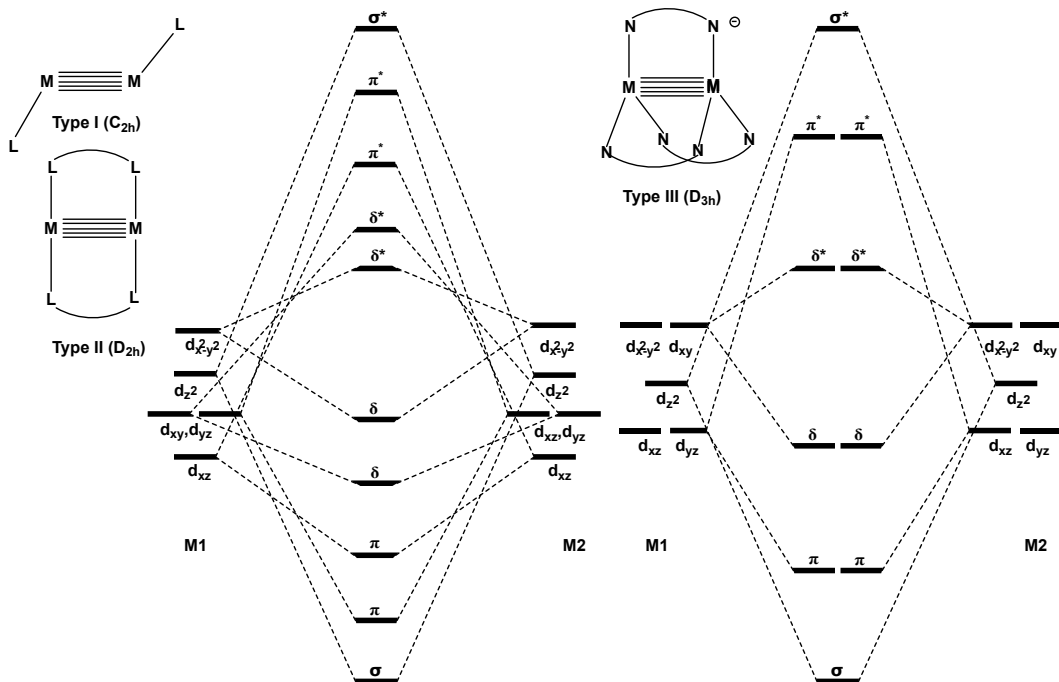 L
L
M M
Type I (C2h)
L L
M M
L L
Type II (D2h)
σ*
π*
π*
δ*
δ*
dx2-y2 dx2-y2
dz2 dz2
δ
dxy,dyz dxz,dyz
dxz dxz
δ
M1 π M2
π
σ
N N ⊖
M M
N N
N N
Type III (D3h)
σ*
π* π*
δ* δ*
dx2-y2 dxy dx2-y2 dxy
dz2 dz2
dxz dyz δ δ dxz dyz
M1 M2
π π
σ